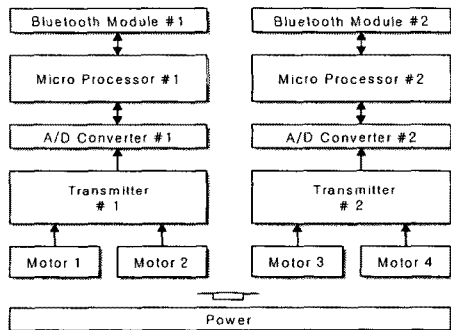 Bluetooth Module #1
Bluetooth Module #2
Micro Processor #1
Micro Processor #2
A/D Converter #1
A/D Converter #2
Transmitter
# 1
Transmitter
# 2
Motor 1
Motor 2
Motor 3
Motor 4
Power